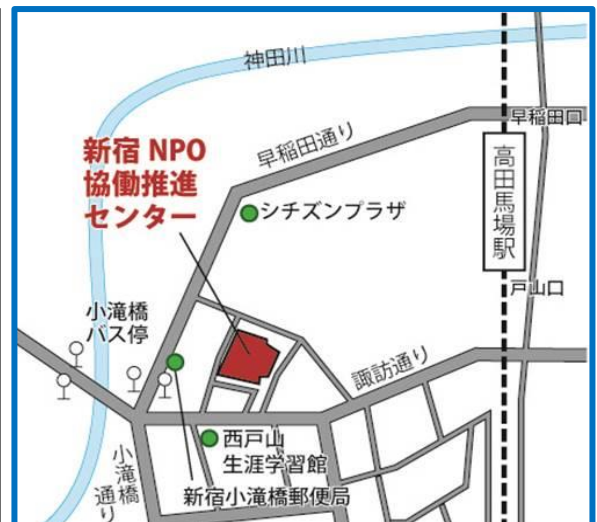 神田川
早稲田口
早稲田通り
新宿 NPO
協働推進
センター
高田馬場駅
シチズンプラザ
戸山口
小滝橋
バス停
諏訪通り
西戸山
生涯学習館
小滝橋
通り
新宿小滝橋郵便局